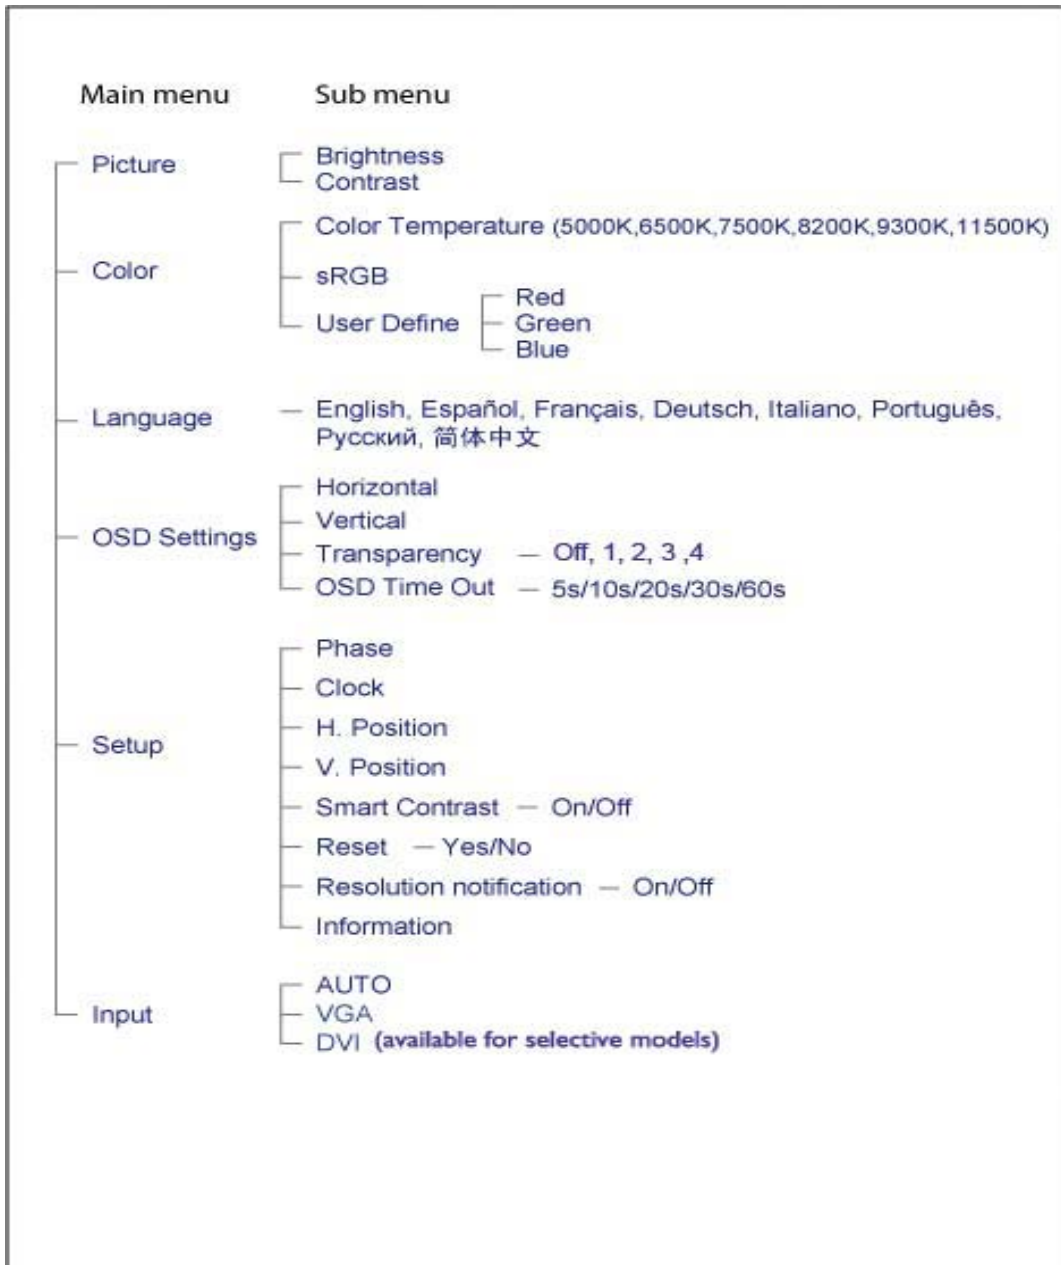 Main menu Sub menu
Picture Brightness
Contrast
Color Temperature (5000K,6500K,7500K,8200K,9300K,11500K)
Color sRGB
Red
User Define Green
Blue
Language English, Español, Français, Deutsch, Italiano, Português,
Русский, 简体中文
Horizontal
Vertical
OSD Settings Transparency — Off, 1, 2, 3 ,4
OSD Time Out — 5s/10s/20s/30s/60s
Phase
Clock
H. Position
Setup V. Position
Smart Contrast — On/Off
Reset — Yes/No
Resolution notification — On/Off
Information
AUTO
Input VGA
DVI (available for selective models)